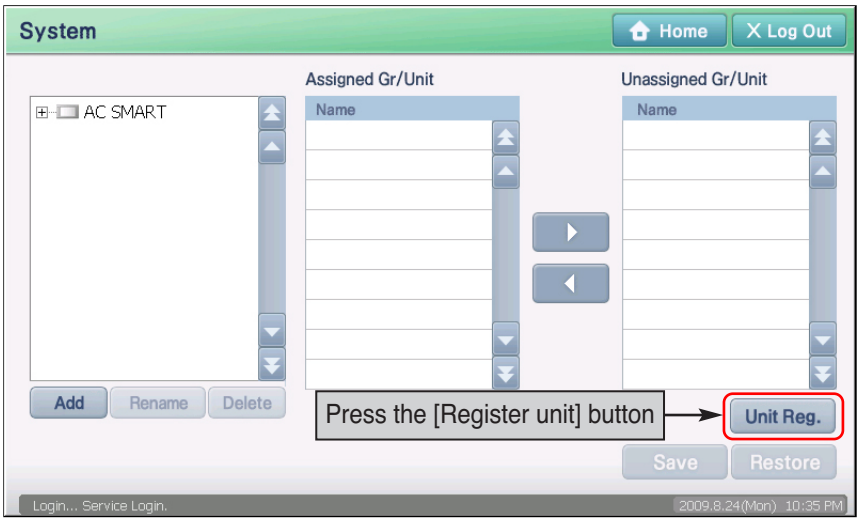 System
Home
X Log Out
Assigned Gr/Unit
Unassigned Gr/Unit
AC SMART
Name
Name
Add
Rename
Delete
Press the [Register unit] button
Unit Reg.
Save
Restore
Login... Service Login.
2009.8.24(Mon) 10:35 PM